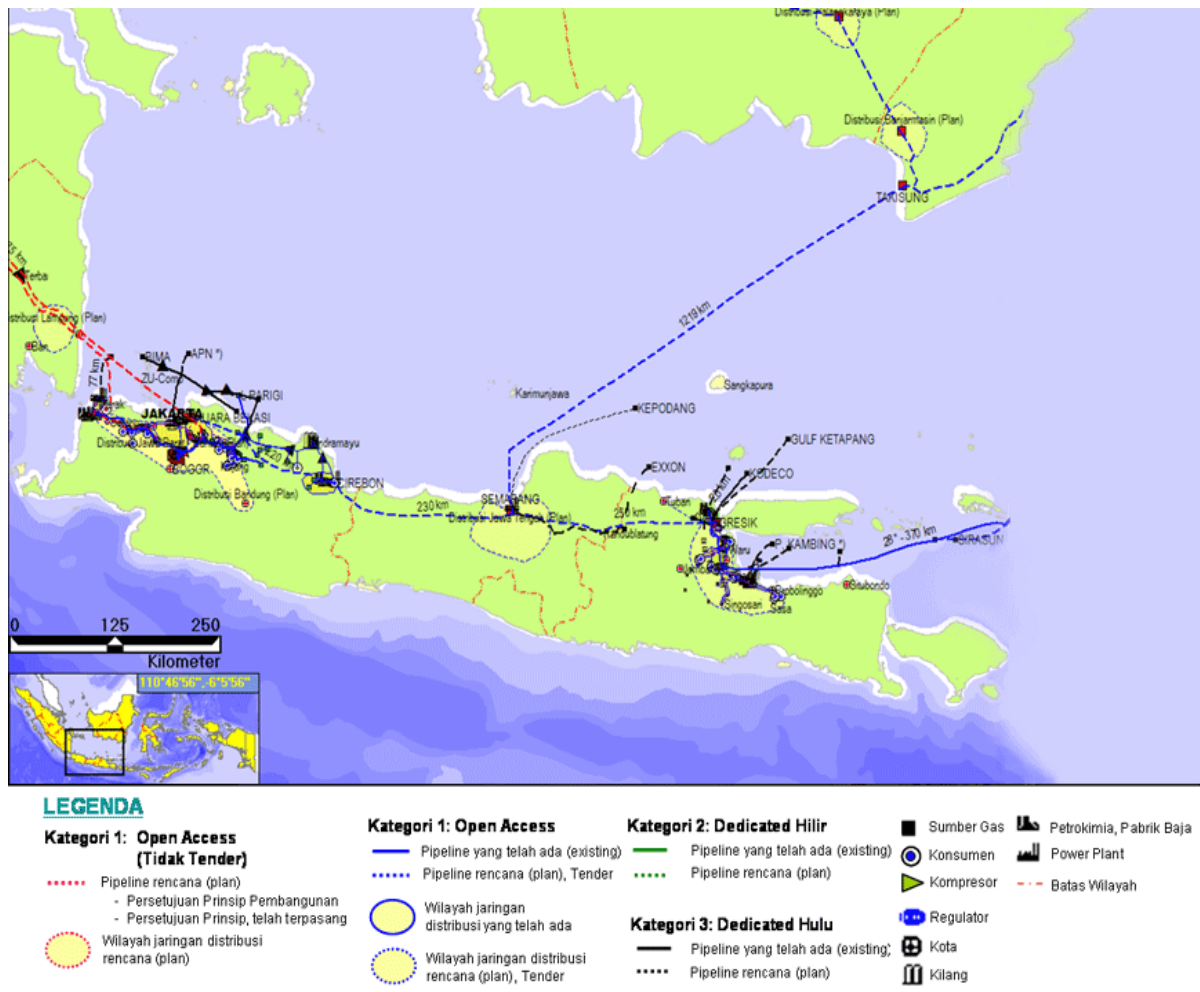 Distribusi Banjarmasin (Plan)
TAKISUNG
1219 km
Terba
Distribusi Lampung (Plan)
77 km
BIMA
APN *)
ZU-Com
PARIGI
JAKARTA
MUARA BEKASI
Indramayu
BOGOR
CIREBON
Distribusi Bandung (Plan)
Karimunjawa
Sangkapura
KEPODANG
GULF KETAPANG
EXXON
KODECO
SEMARANG
230 km
Distribusi Jawa Tengah (Plan)
250 km
Tuban
GRESIK
28" - 370 km
SIRASUN
P. KAMBING *)
Probolinggo
Situbondo
Singosari
0 125 250
Kilometer
110°46'56",-6°5'56"
LEGENDA
Kategori 1: Open Access
(Tidak Tender)
Pipeline rencana (plan)
- Persetujuan Prinsip Pembangunan
- Persetujuan Prinsip, telah terpasang
Wilayah jaringan distribusi
rencana (plan)
Kategori 1: Open Access
Pipeline yang telah ada (existing)
Pipeline rencana (plan), Tender
Wilayah jaringan
distribusi yang telah ada
Wilayah jaringan distribusi
rencana (plan), Tender
Kategori 2: Dedicated Hilir
Pipeline yang telah ada (existing)
Pipeline rencana (plan)
Kategori 3: Dedicated Hulu
Pipeline yang telah ada (existing;
Pipeline rencana (plan)
Sumber Gas
Konsumen
Kompresor
Regulator
Kota
Kilang
Petrokimia, Pabrik Baja
Power Plant
Batas Wilayah